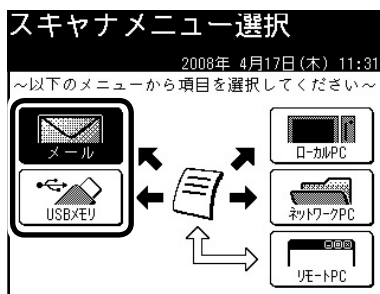 スキャナメニュー選択
2008年 4月17日(木) 11:31
～以下のメニューから項目を選択してください～
メール
USBﾒﾓﾘ
ﾛｰｶﾙPC
ﾈｯﾄﾜｰｸPC
ﾘﾓｰﾄPC